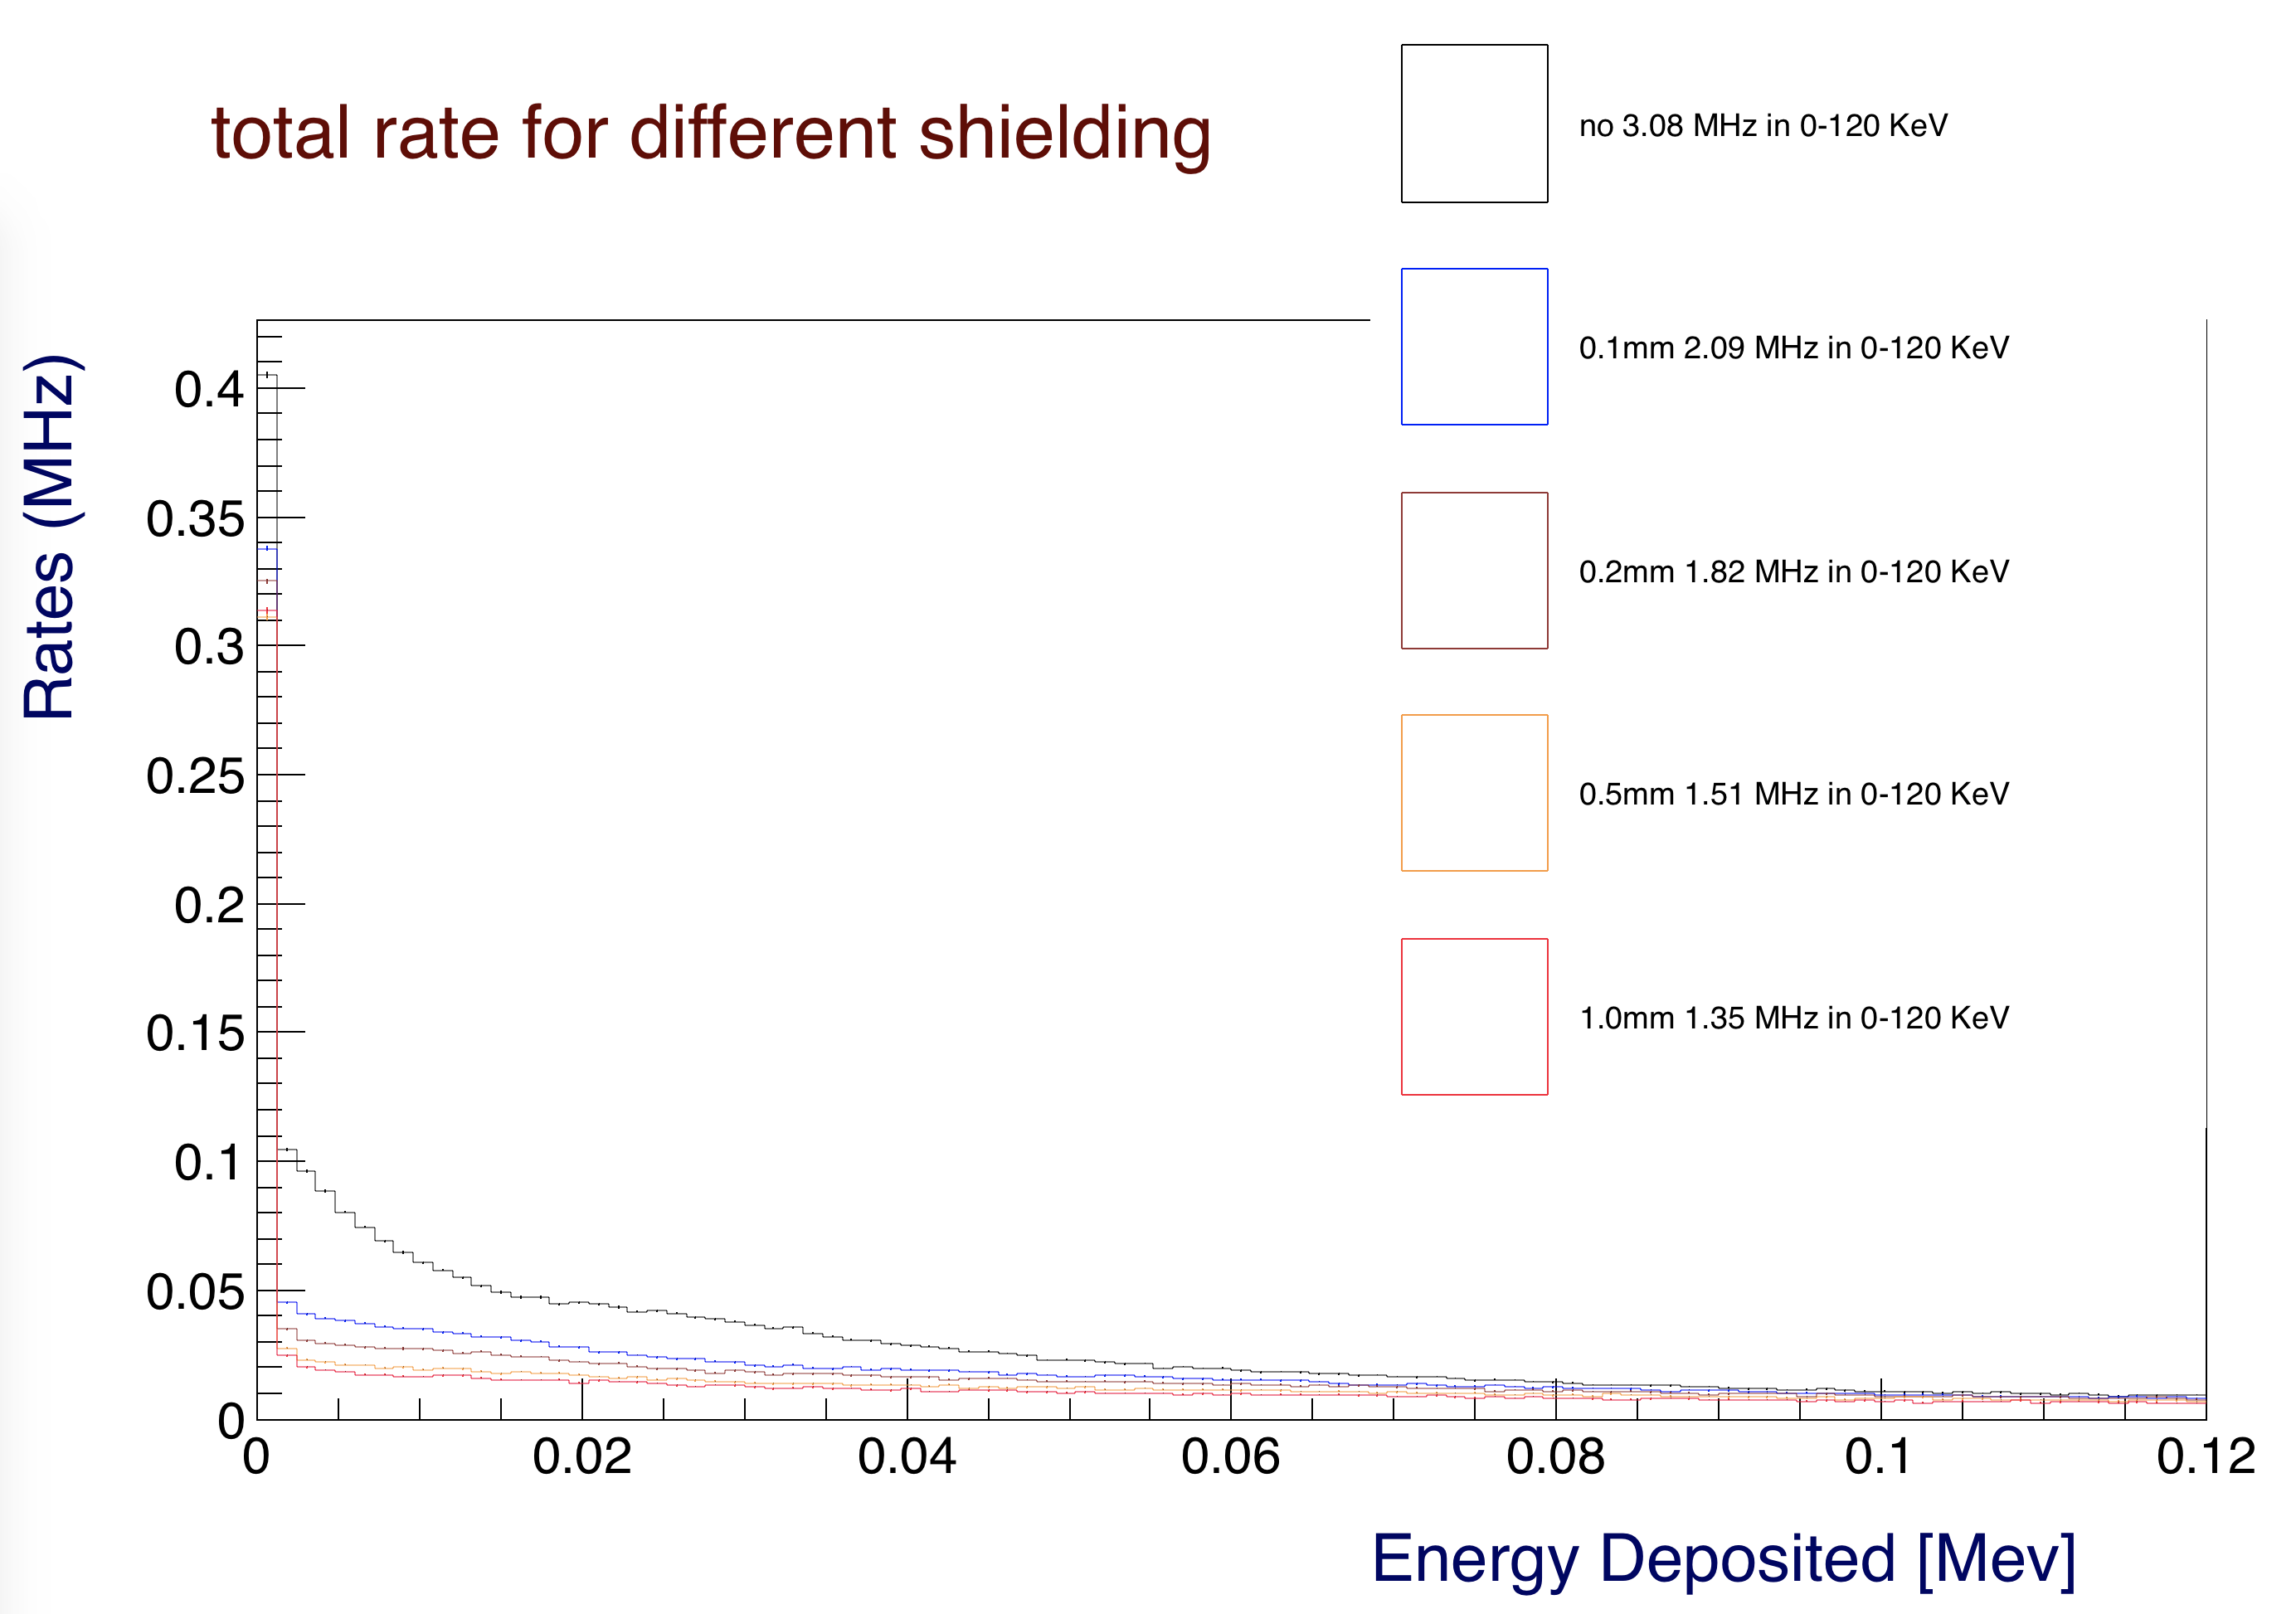 total rate for different shielding
no 3.08 MHz in 0-120 KeV
0.1mm 2.09 MHz in 0-120 KeV
0.2mm 1.82 MHz in 0-120 KeV
0.5mm 1.51 MHz in 0-120 KeV
1.0mm 1.35 MHz in 0-120 KeV
Rates (MHz)
0.4
0.35
0.3
0.25
0.2
0.15
0.1
0.05
0
0 0.02 0.04 0.06 0.08 0.1 0.12
Energy Deposited [Mev]